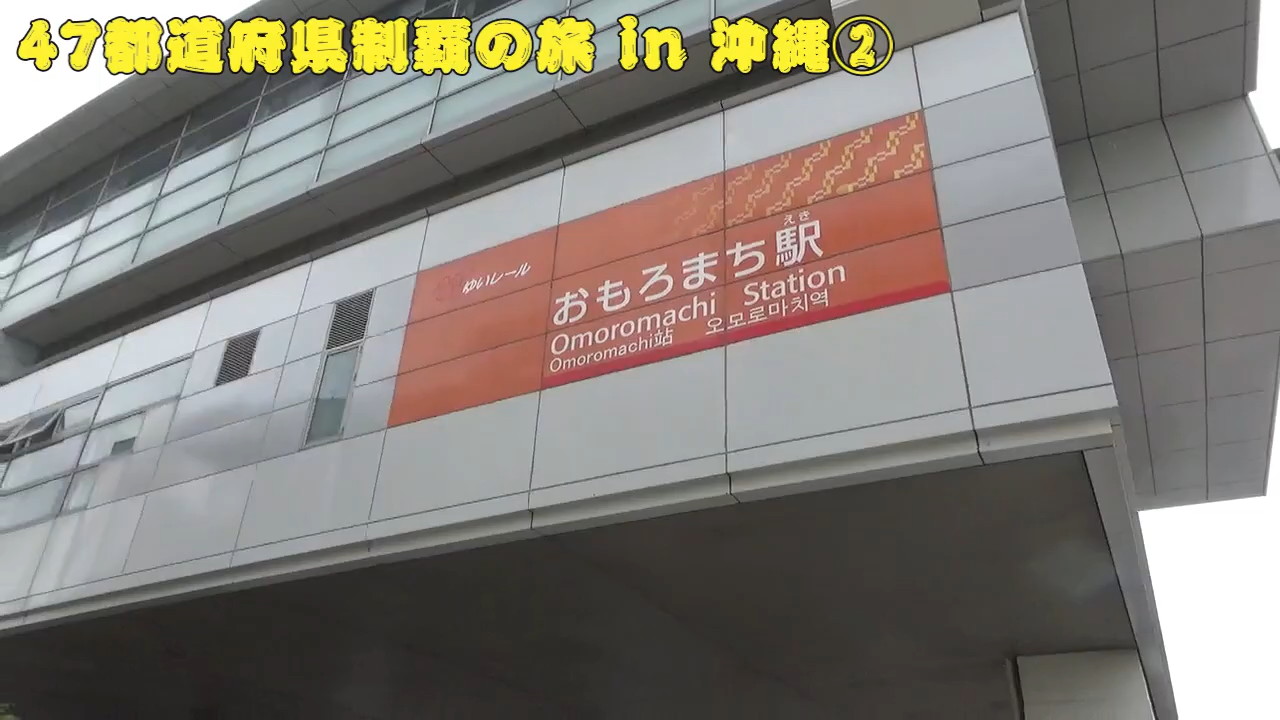 47都道府県制覇の旅 in 沖縄②
ゆいレール
えき
おもろまち駅
Omoromachi Station
Omoromachi站 오모로마치역